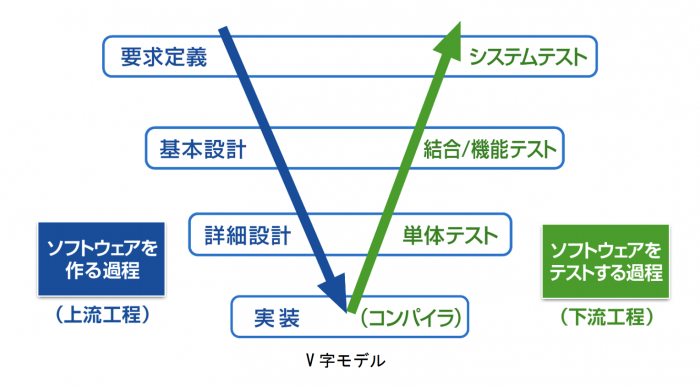 要求定義 システムテスト
基本設計 結合/機能テスト
詳細設計 単体テスト
ソフトウェアを
作る過程
(上流工程)
ソフトウェアを
テストする過程
(下流工程)
実装 (コンパイラ)
V字モデル